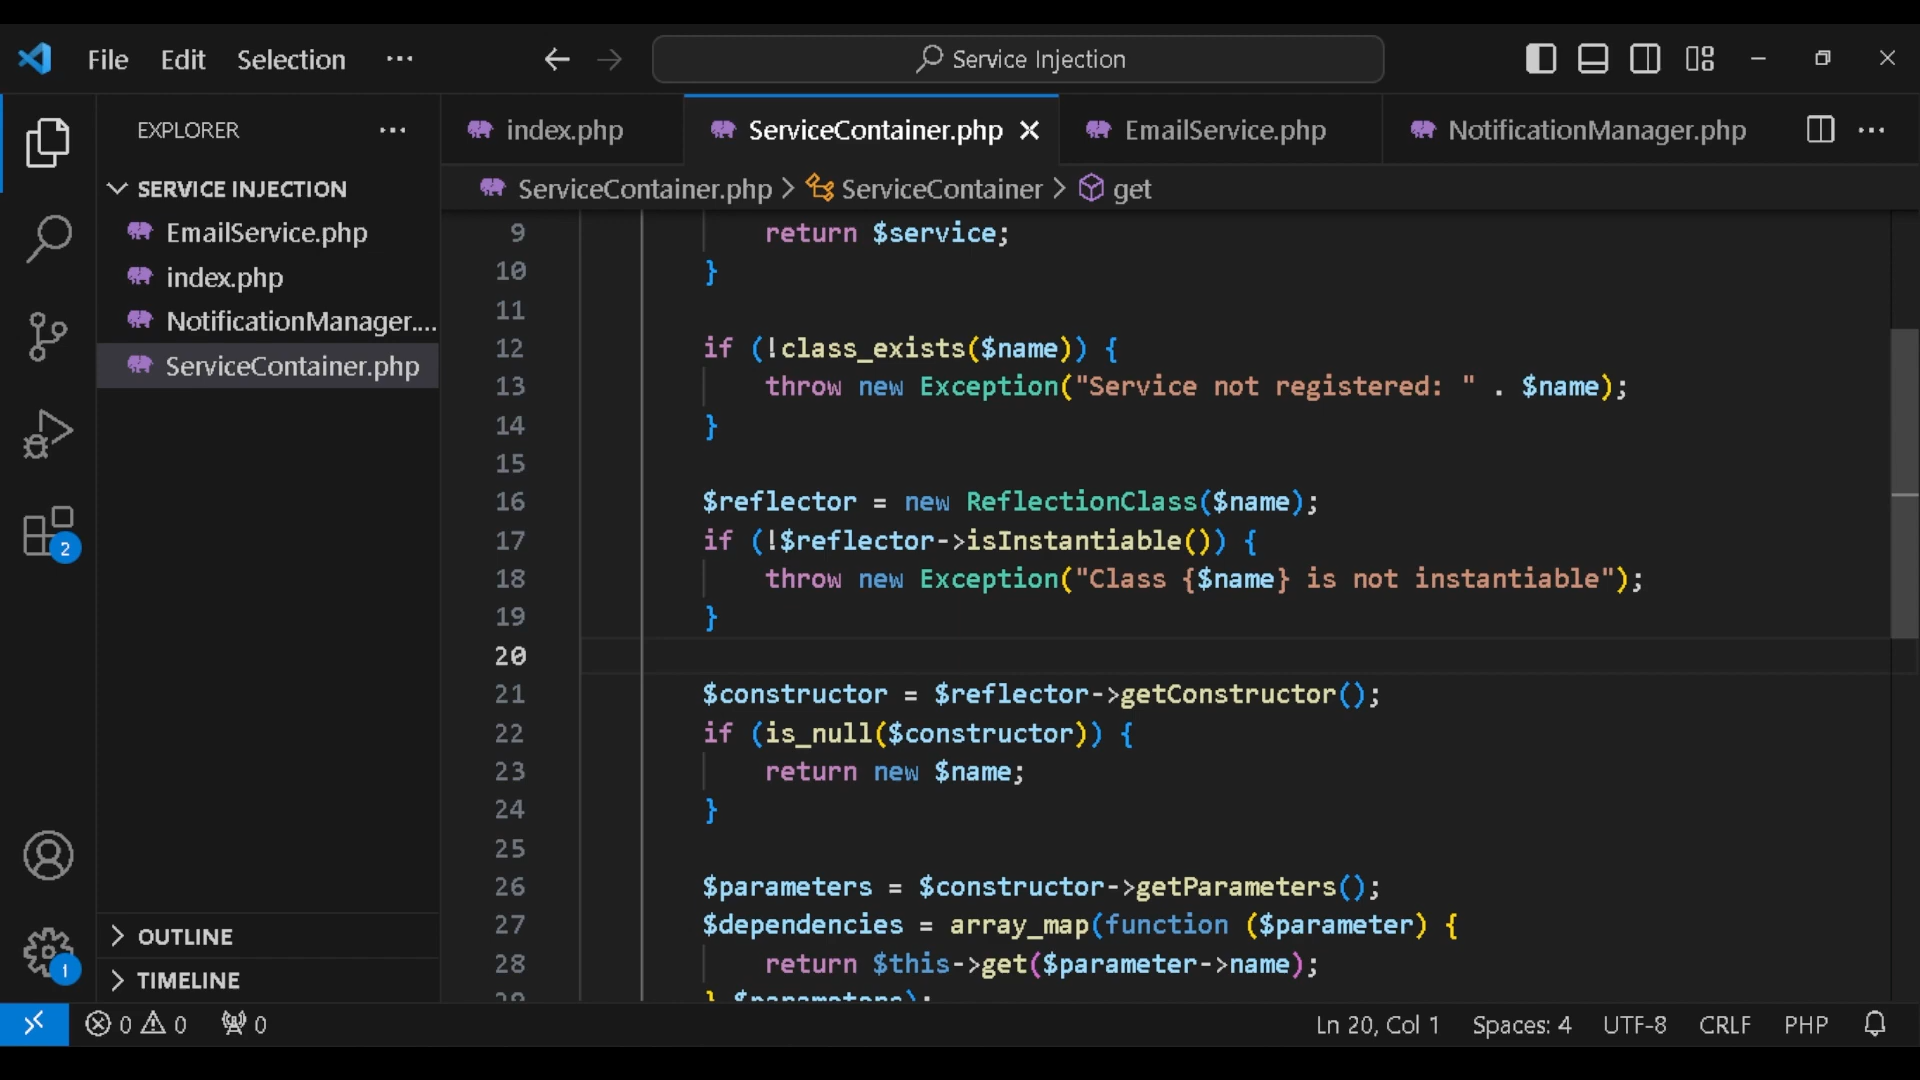 File Edit Selection ··· Service Injection
EXPLORER ···
index.php ServiceContainer.php EmailService.php NotificationManager.php ···
SERVICE INJECTION
EmailService.php
index.php
NotificationManager....
ServiceContainer.php
OUTLINE
TIMELINE
2
1
ServiceContainer.php > ServiceContainer > get
9 return $service;
10 }
11
12 if (!class_exists($name)) {
13 throw new Exception("Service not registered: " . $name);
14 }
15
16 $reflector = new ReflectionClass($name);
17 if (!$reflector->isInstantiable()) {
18 throw new Exception("Class {$name} is not instantiable");
19 }
20
21 $constructor = $reflector->getConstructor();
22 if (is_null($constructor)) {
23 return new $name;
24 }
25
26 $parameters = $constructor->getParameters();
27 $dependencies = array_map(function ($parameter) {
28 return $this->get($parameter->name);
0 0 0 Ln 20, Col 1 Spaces: 4 UTF-8 CRLF PHP